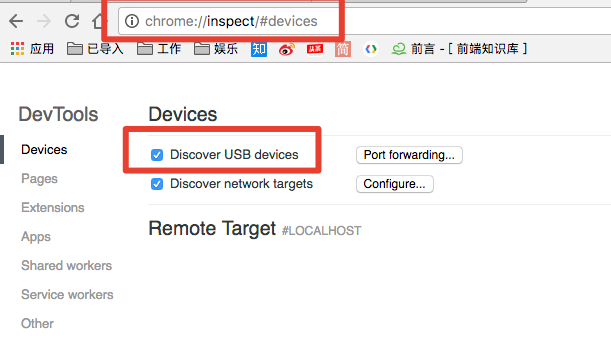 chrome://inspect/#devices
应用 已导入 工作 娱乐 知 简 前言 - [ 前端知识库 ]
DevTools
Devices
Pages
Extensions
Apps
Shared workers
Service workers
Other
Devices
Discover USB devices Port forwarding...
Discover network targets Configure...
Remote Target #LOCALHOST